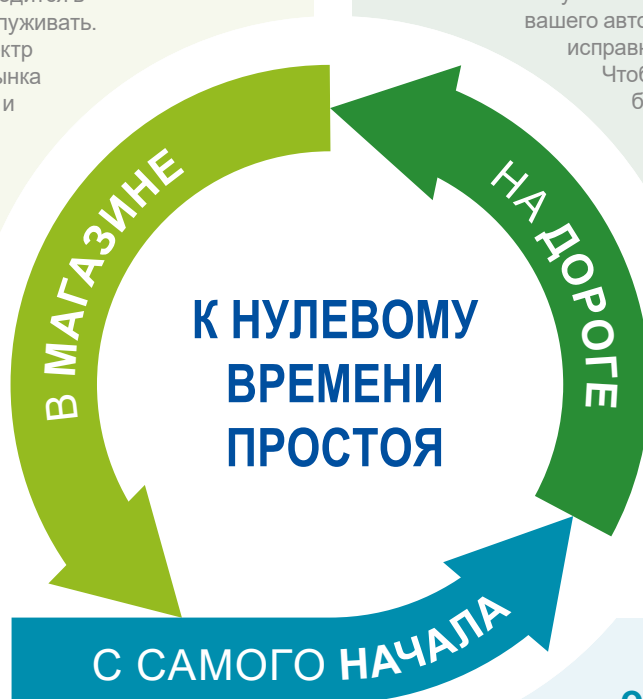 луживать.
ктр
ынка
и
вашего авто
исправн
Чтоб
б
В МАГАЗИНЕ
НА ДОРОГЕ
К НУЛЕВОМУ
ВРЕМЕНИ
ПРОСТОЯ
С САМОГО НАЧАЛА